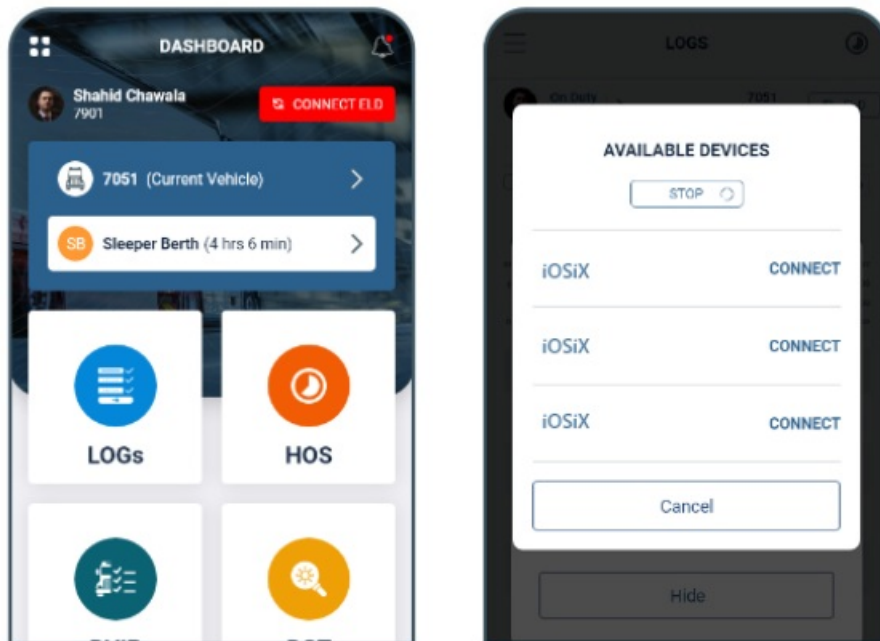 DASHBOARD
Shahid Chawala
7901
CONNECT ELD
7051 (Current Vehicle)
SB Sleeper Berth (4 hrs 6 min)
LOGs
HOS
LOGS
On Duty
7051
AVAILABLE DEVICES
STOP
iOSiX CONNECT
iOSiX CONNECT
iOSiX CONNECT
Cancel
Hide